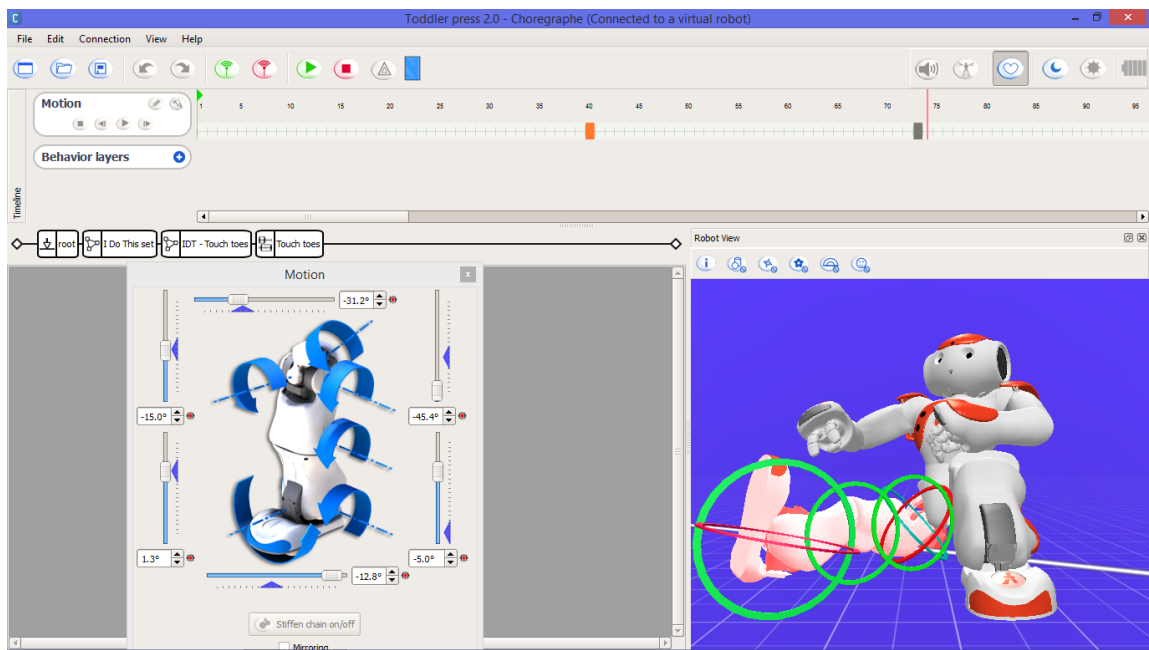 Toddler press 2.0 - Choregraphe (Connected to a virtual robot)
File Edit Connection View Help
Motion
1 5 10 15 20 25 30 35 40 45 50 55 60 65 70 75 80 85 90 95
Behavior layers
Timeline
root I Do This set IDT - Touch toes Touch toes
Robot View
Motion
-31.2°
-15.0° -45.4°
1.3° -5.0°
-12.8°
Stiffen chain on/off
Mirroring